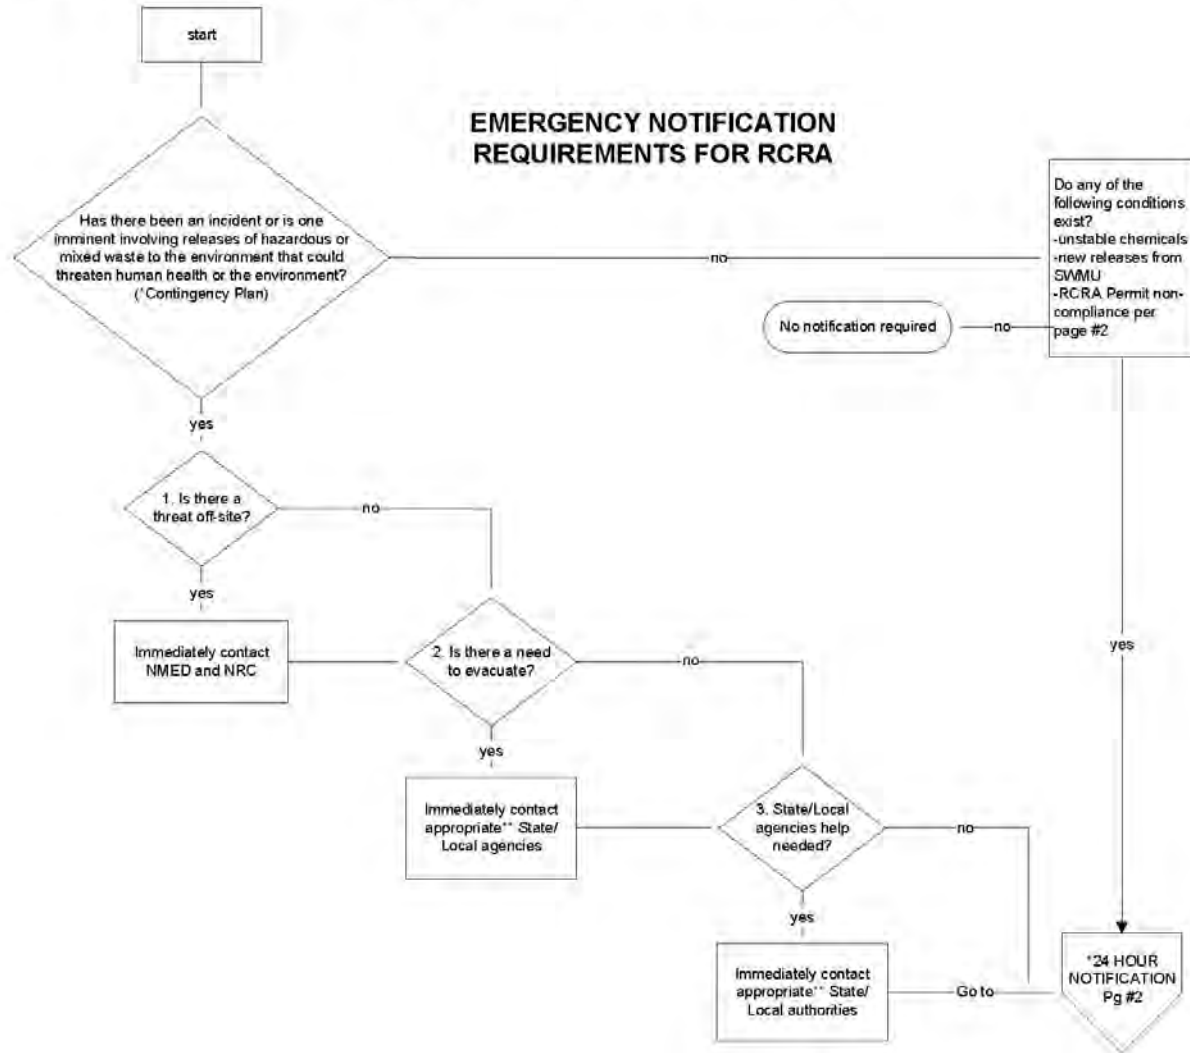 start
EMERGENCY NOTIFICATION
REQUIREMENTS FOR RCRA
Has there been an incident or is one
imminent involving releases of hazardous or
mixed waste to the environment that could
threaten human health or the environment?
(*Contingency Plan)
no
Do any of the
following conditions
exist?
-unstable chemicals
-new releases from
SWMU
-RCRA Permit non-
compliance per
page #2
No notification required
no
yes
1. Is there a
threat off-site?
no
yes
Immediately contact
NMED and NRC
2. Is there a need
to evacuate?
no
yes
yes
Immediately contact
appropriate** State/
Local agencies
3. State/Local
agencies help
needed?
no
yes
Immediately contact
appropriate** State/
Local authorities
Go to
*24 HOUR
NOTIFICATION
Pg #2